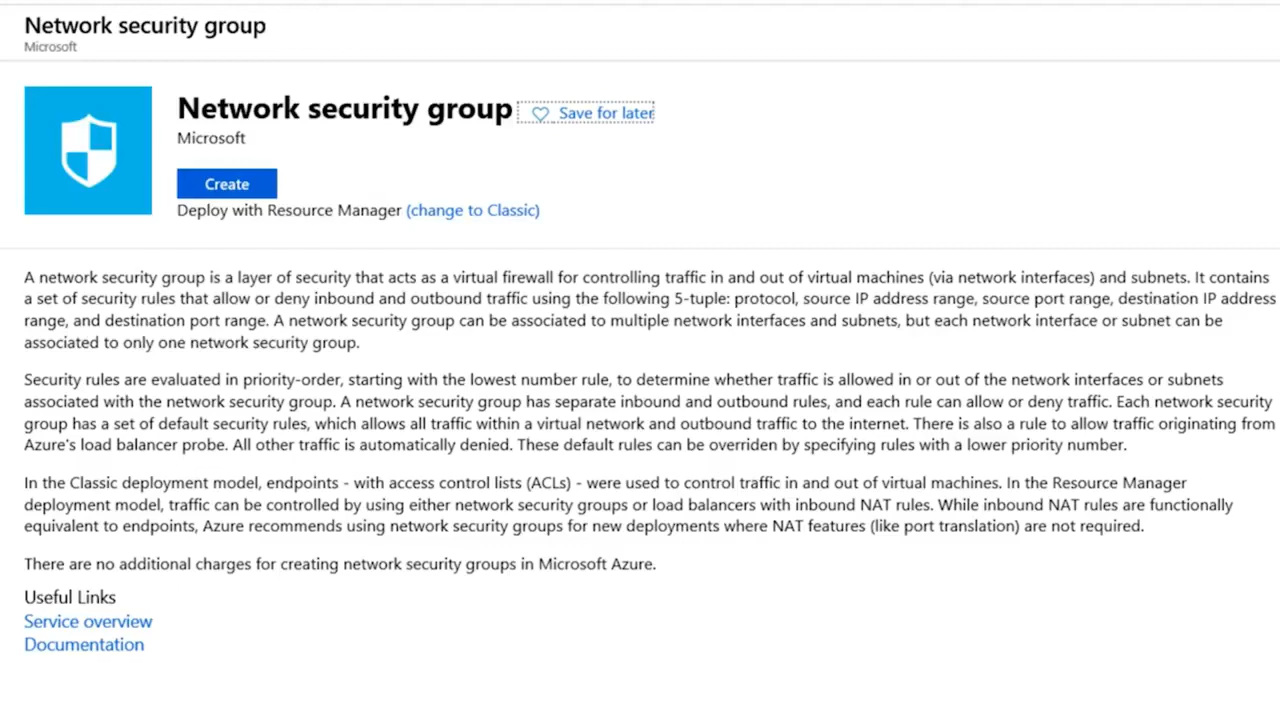 Network security group
Microsoft
Network security group
Save for later
Microsoft
Create
Deploy with Resource Manager (change to Classic)
A network security group is a layer of security that acts as a virtual firewall for controlling traffic in and out of virtual machines (via network interfaces) and subnets. It contains
a set of security rules that allow or deny inbound and outbound traffic using the following 5-tuple: protocol, source IP address range, source port range, destination IP address
range, and destination port range. A network security group can be associated to multiple network interfaces and subnets, but each network interface or subnet can be
associated to only one network security group.
Security rules are evaluated in priority-order, starting with the lowest number rule, to determine whether traffic is allowed in or out of the network interfaces or subnets
associated with the network security group. A network security group has separate inbound and outbound rules, and each rule can allow or deny traffic. Each network security
group has a set of default security rules, which allows all traffic within a virtual network and outbound traffic to the internet. There is also a rule to allow traffic originating from
Azure's load balancer probe. All other traffic is automatically denied. These default rules can be overriden by specifying rules with a lower priority number.
In the Classic deployment model, endpoints - with access control lists (ACLs) - were used to control traffic in and out of virtual machines. In the Resource Manager
deployment model, traffic can be controlled by using either network security groups or load balancers with inbound NAT rules. While inbound NAT rules are functionally
equivalent to endpoints, Azure recommends using network security groups for new deployments where NAT features (like port translation) are not required.
There are no additional charges for creating network security groups in Microsoft Azure.
Useful Links
Service overview
Documentation